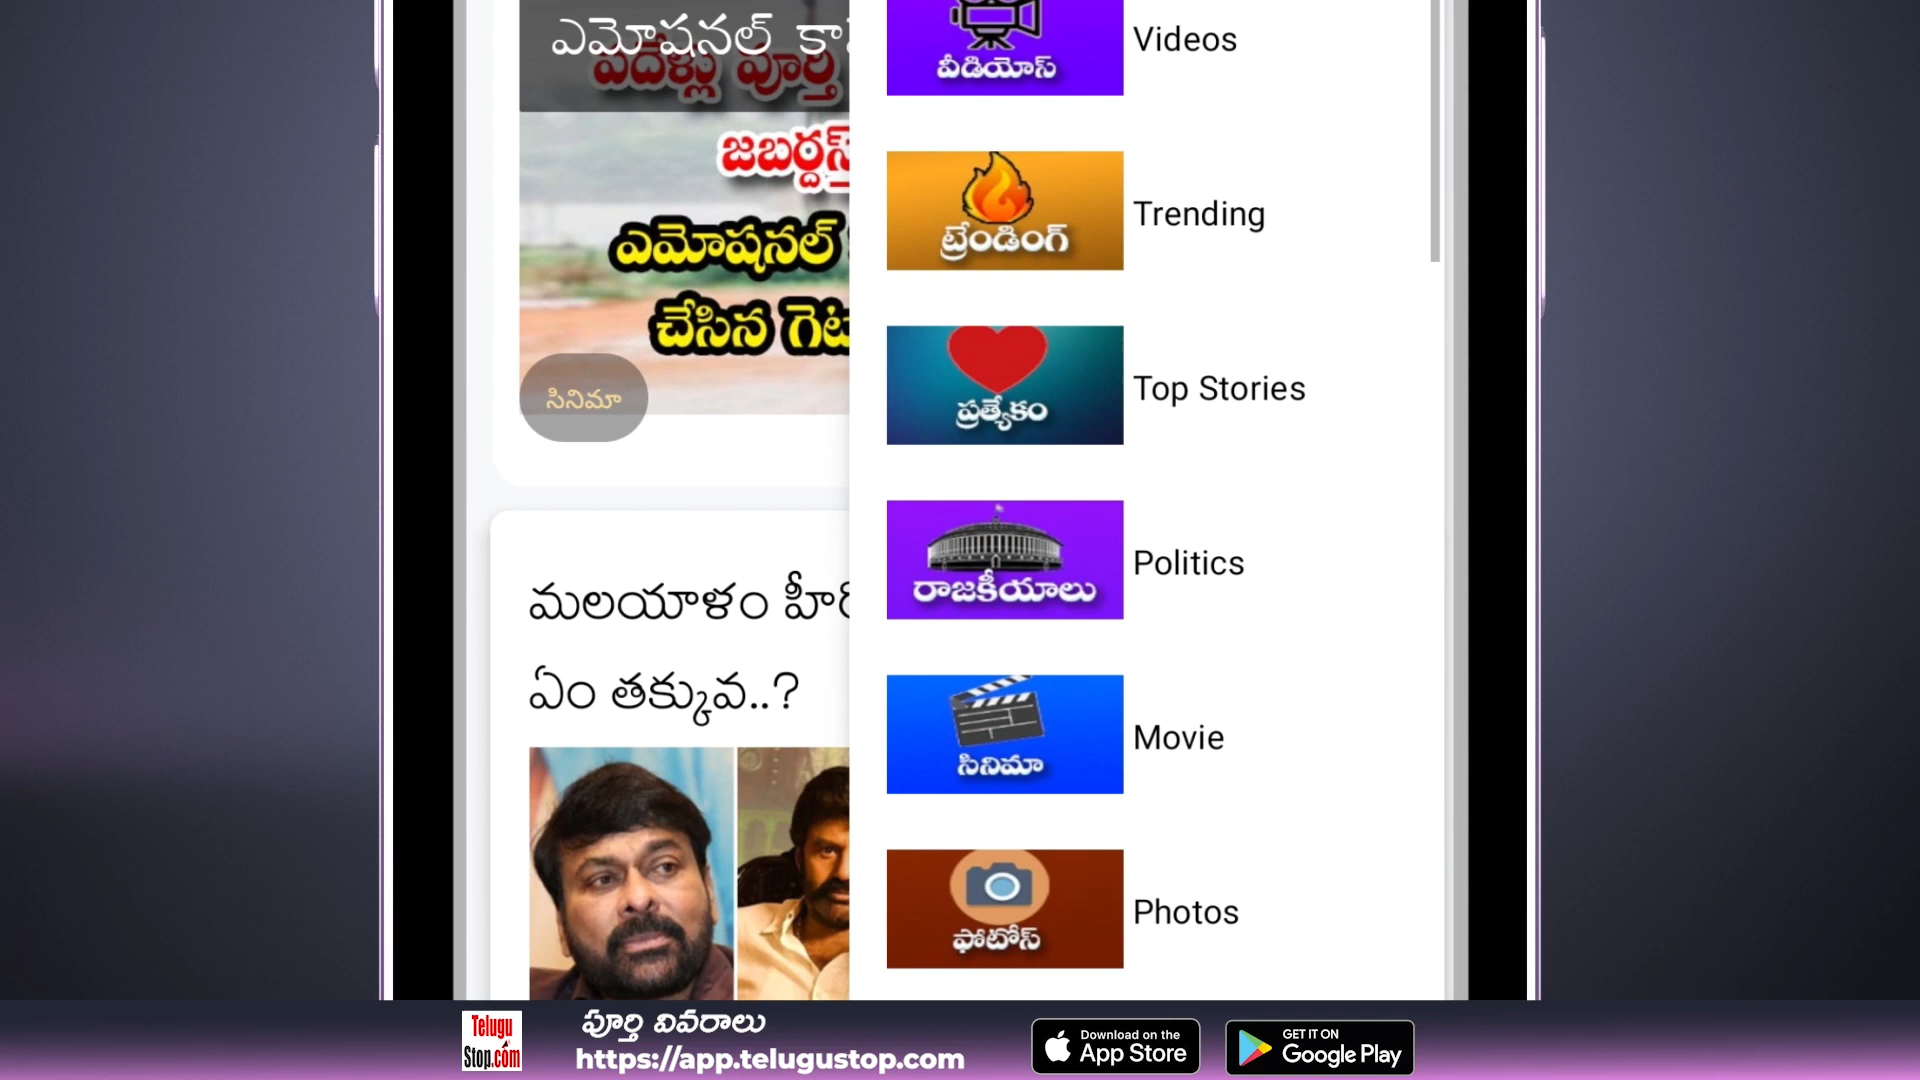 ఎమోషనల్
పదేళ్లు పూర్తి
జబర్దస్త్
ఎమోషనల్
చేసిన
సినిమా
మలయాళం
ఏం తక్కువ..?
వీడియోస్
Videos
ట్రేండింగ్
Trending
ప్రత్యేకం
Top Stories
రాజకీయాలు
Politics
సినిమా
Movie
ఫోటోస్
Photos
Telugu
Stop.com
పూర్తి వివరాలు
https://app.telugustop.com
Download on the
App Store
GET IT ON
Google Play